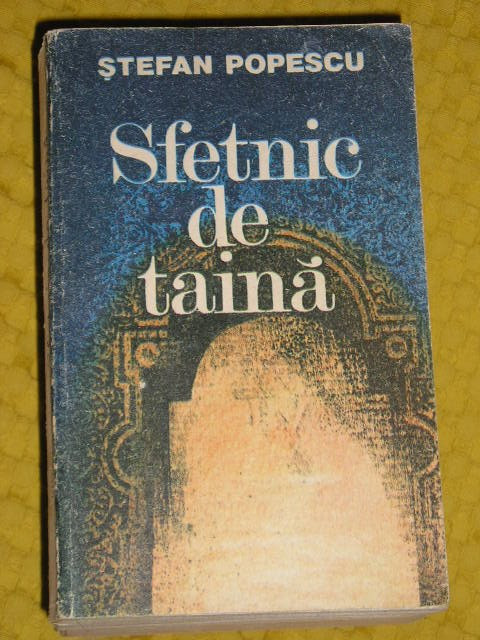 ŞTEFAN POPESCU
Sfetnic
de
taină